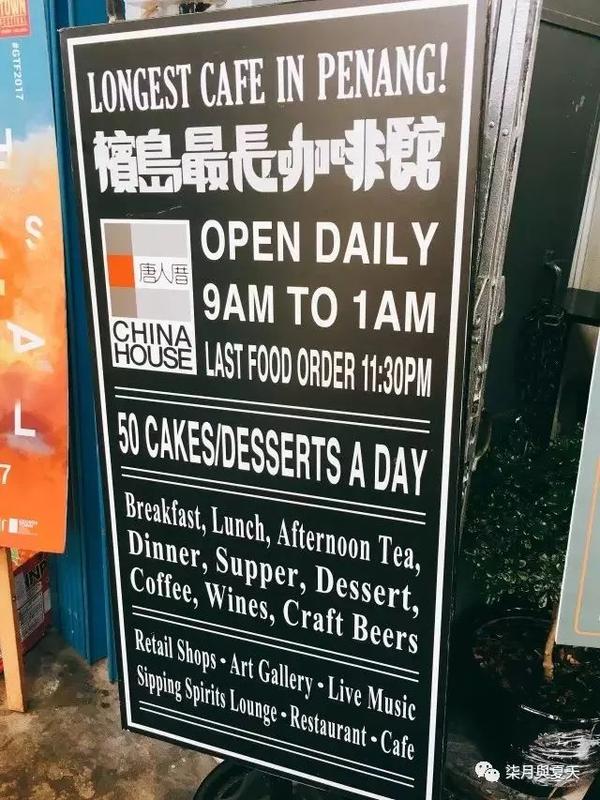 LONGEST CAFE IN PENANG!
檳島最長咖啡館
唐人厝
CHINA
HOUSE
OPEN DAILY
9AM TO 1AM
LAST FOOD ORDER 11:30PM
50 CAKES/DESSERTS A DAY
Breakfast, Lunch, Afternoon Tea,
Dinner, Supper, Dessert,
Coffee, Wines, Craft Beers
Retail Shops • Art Gallery • Live Music
Sipping Spirits Lounge • Restaurant • Cafe
#GTF2017
柒月與夏天